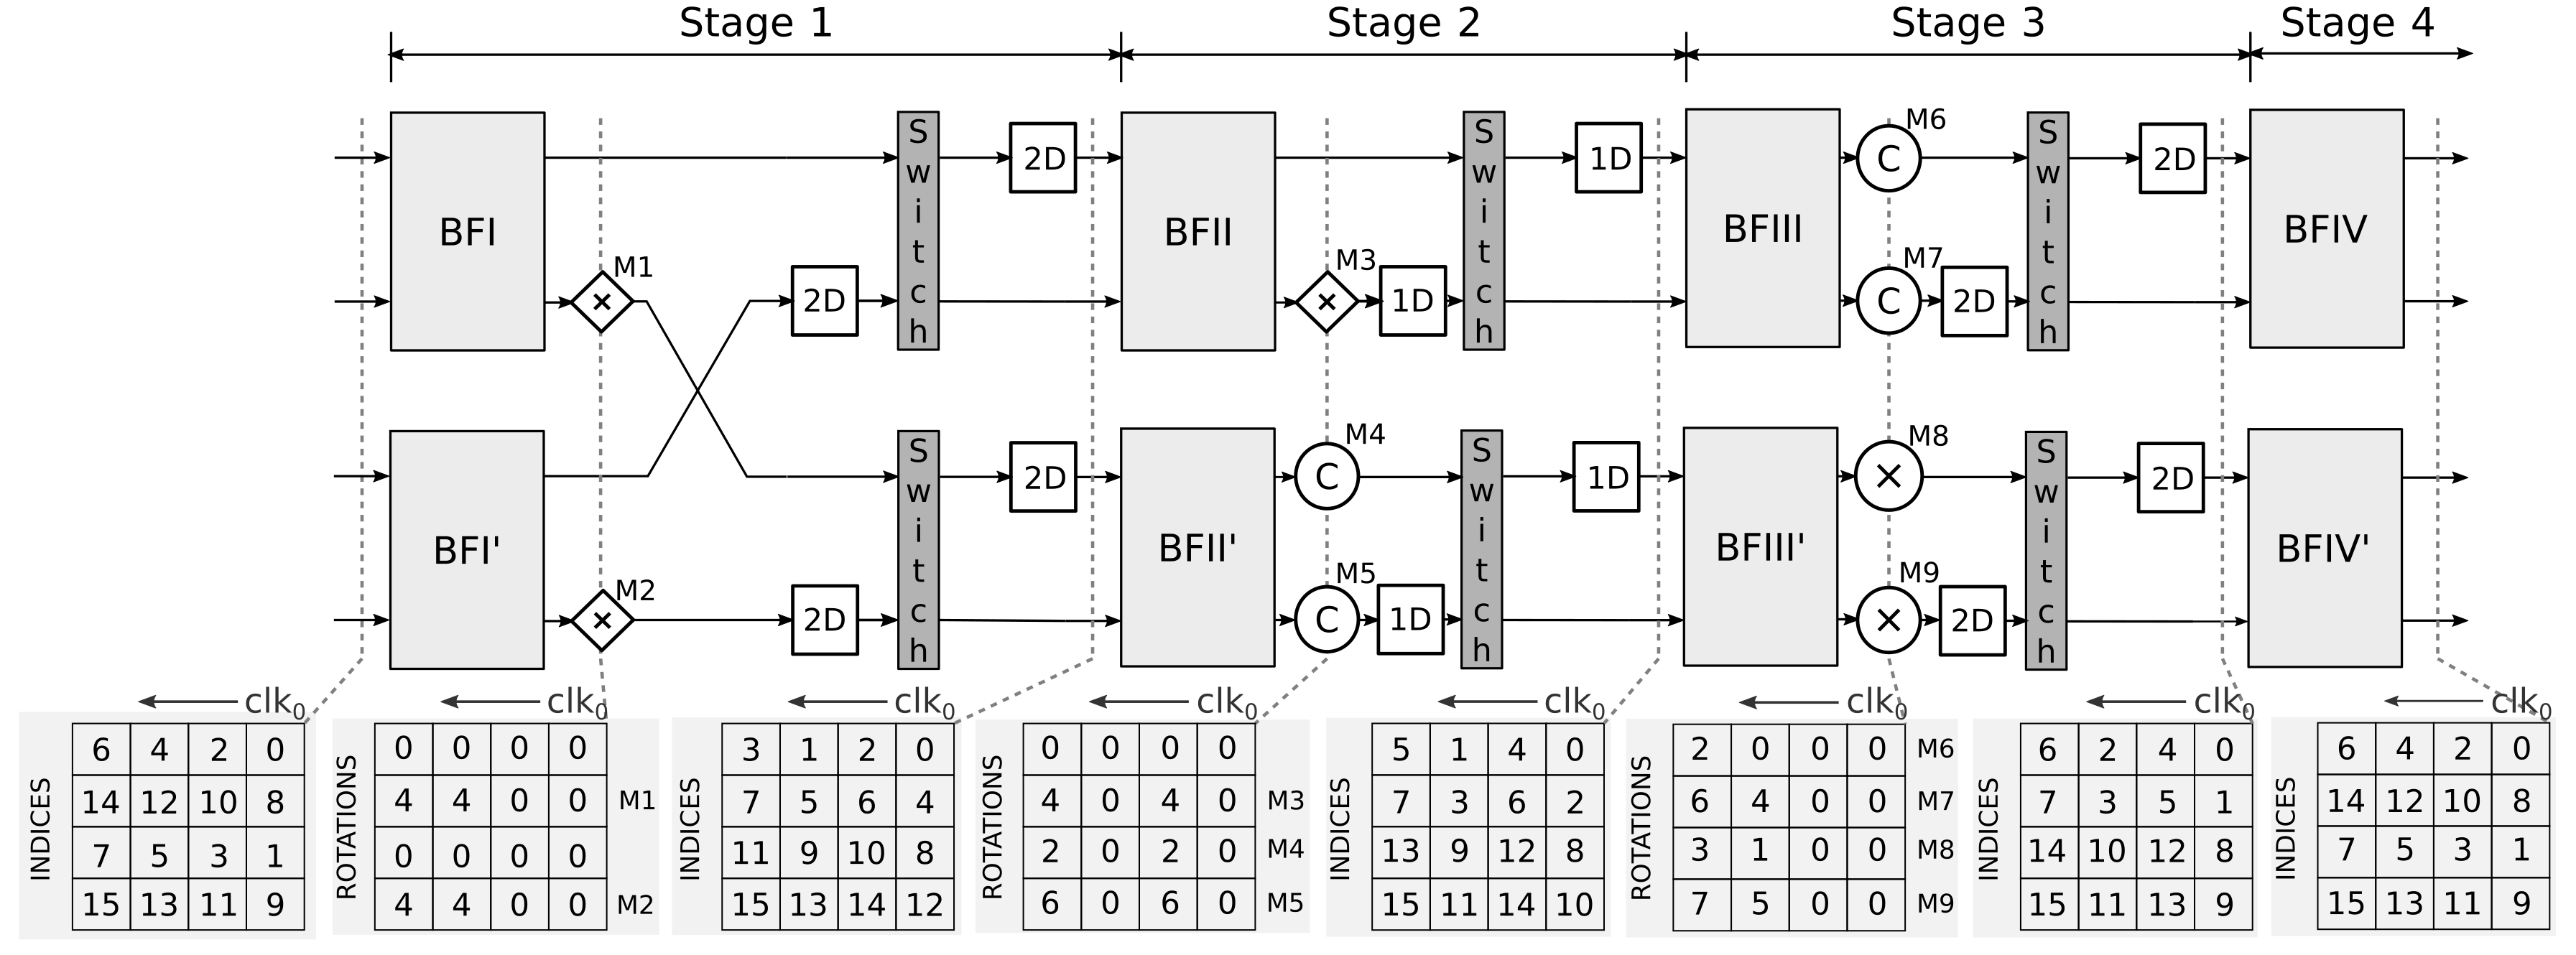 Stage 1 Stage 2 Stage 3 Stage 4
BFI
M1
2D
Switch
2D
BFII
M3
1D
Switch
1D
BFIII
M6
C
M7
C
2D
Switch
2D
BFIV
BFI'
M2
2D
Switch
2D
BFII'
M4
C
M5
C
1D
Switch
1D
BFIII'
M8
M9
2D
Switch
2D
BFIV'
clk0
INDICES
6 4 2 0
14 12 10 8
7 5 3 1
15 13 11 9
clk0
ROTATIONS
0 0 0 0
4 4 0 0 M1
0 0 0 0
4 4 0 0 M2
clk0
INDICES
3 1 2 0
7 5 6 4
11 9 10 8
15 13 14 12
clk0
ROTATIONS
0 0 0 0
4 0 4 0 M3
2 0 2 0 M4
6 0 6 0 M5
clk0
INDICES
5 1 4 0
7 3 6 2
13 9 12 8
15 11 14 10
clk0
ROTATIONS
2 0 0 0 M6
6 4 0 0 M7
3 1 0 0 M8
7 5 0 0 M9
clk0
INDICES
6 2 4 0
7 3 5 1
14 10 12 8
15 11 13 9
clk0
INDICES
6 4 2 0
14 12 10 8
7 5 3 1
15 13 11 9